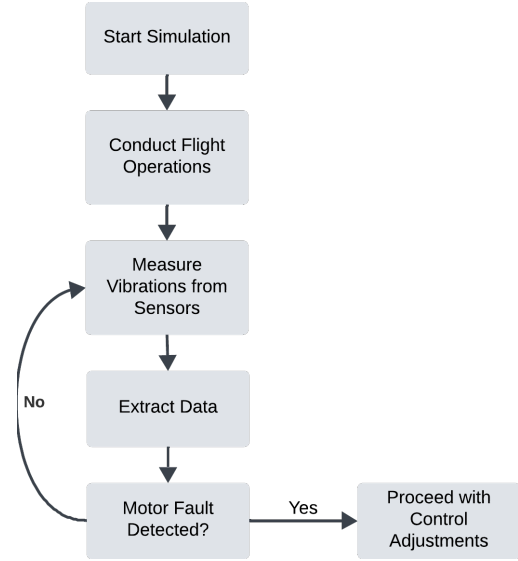 Start Simulation
Conduct Flight
Operations
Measure
Vibrations from
Sensors
No
Extract Data
Motor Fault
Detected?
Yes
Proceed with
Control
Adjustments